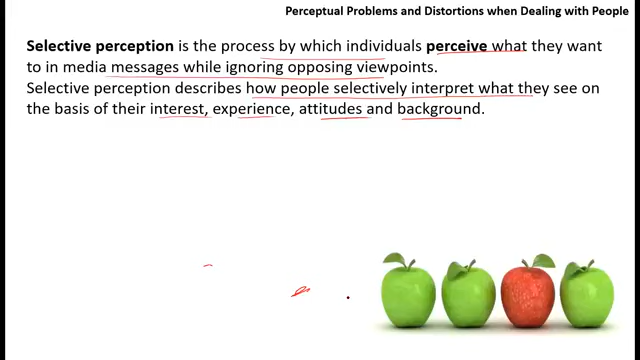 Perceptual Problems and Distortions when Dealing with People
Selective perception is the process by which individuals perceive what they want
to in media messages while ignoring opposing viewpoints.
Selective perception describes how people selectively interpret what they see on
the basis of their interest, experience, attitudes and background.